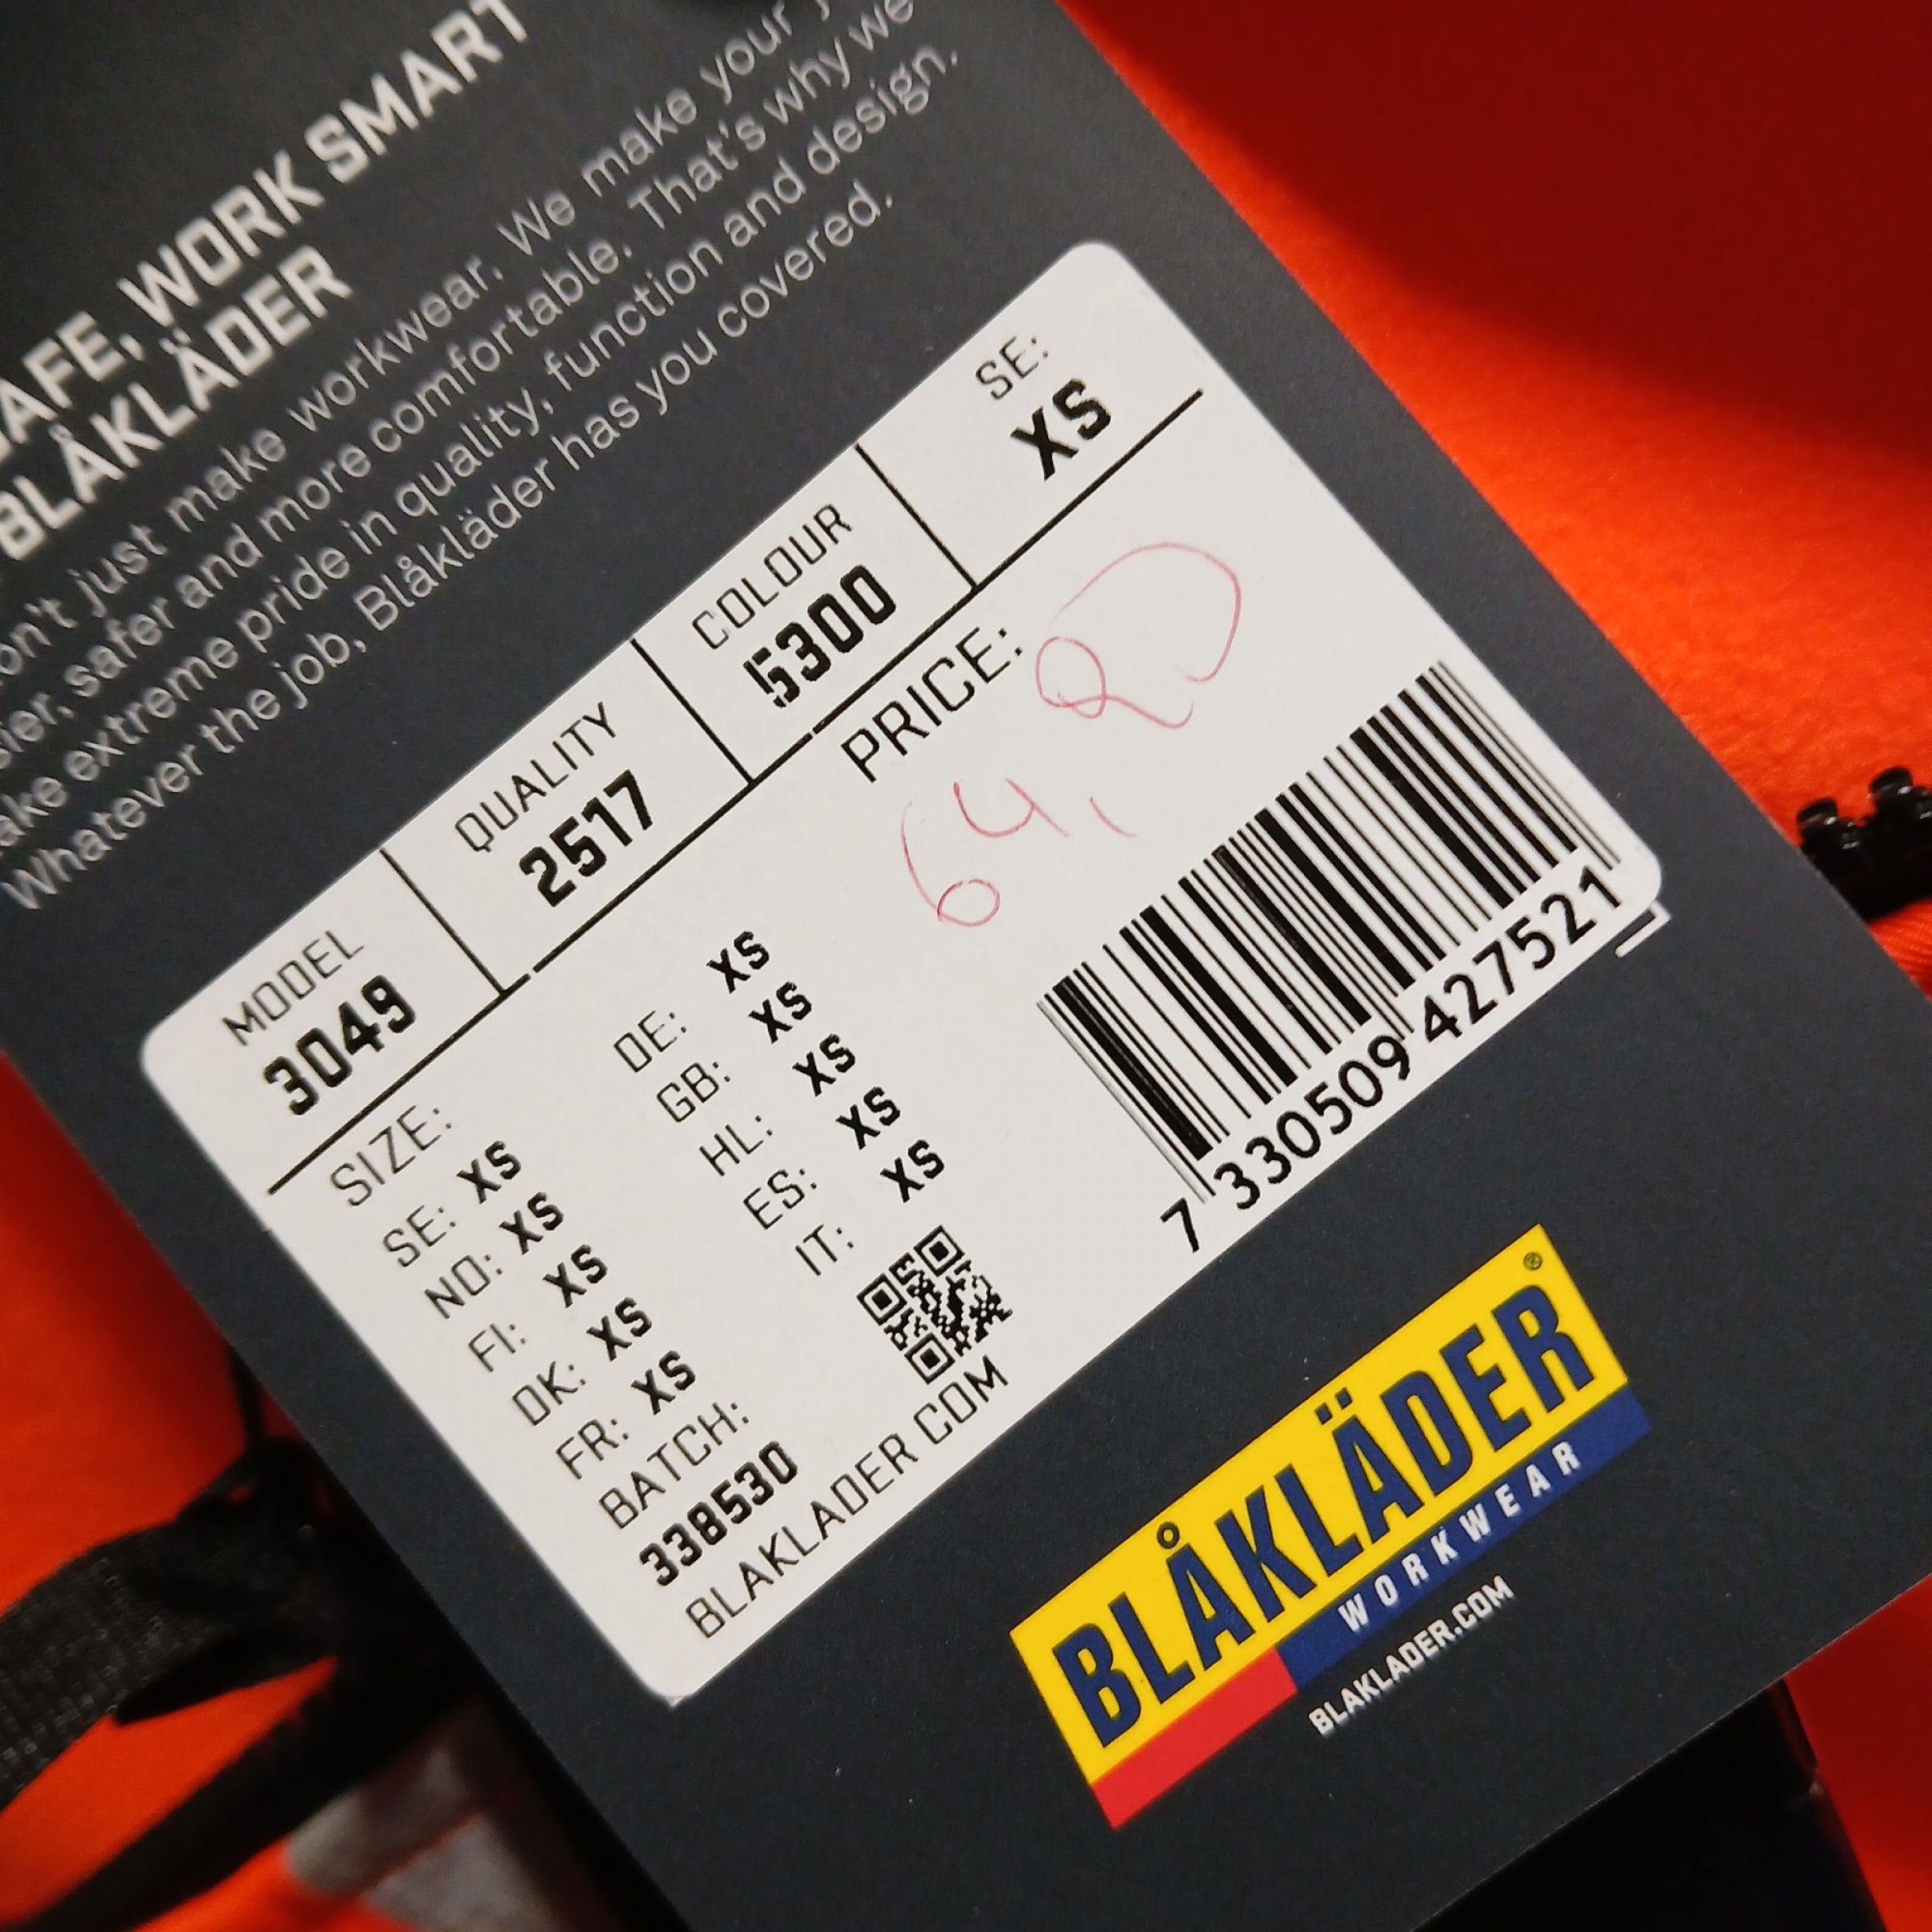 SAFE, WORK SMART
BLÅKLÄDER
on't just make workwear. We make your
sier, safer and more comfortable. That's why we
ake extreme pride in quality, function and design.
Whatever the job, Blåkläder has you covered.
MODEL QUALITY COLOUR SE:
3049 2517 5300 XS
PRICE:
64,
SIZE:
SE: XS
NO: XS
FI: XS
DK: XS
FR: XS
DE: XS
GB: XS
HL: XS
ES: XS
IT: XS
BATCH:
338530
BLAKLADER COM
7 330509 427521
BLÅKLÄDER®
WORKWEAR
BLAKLADER.COM